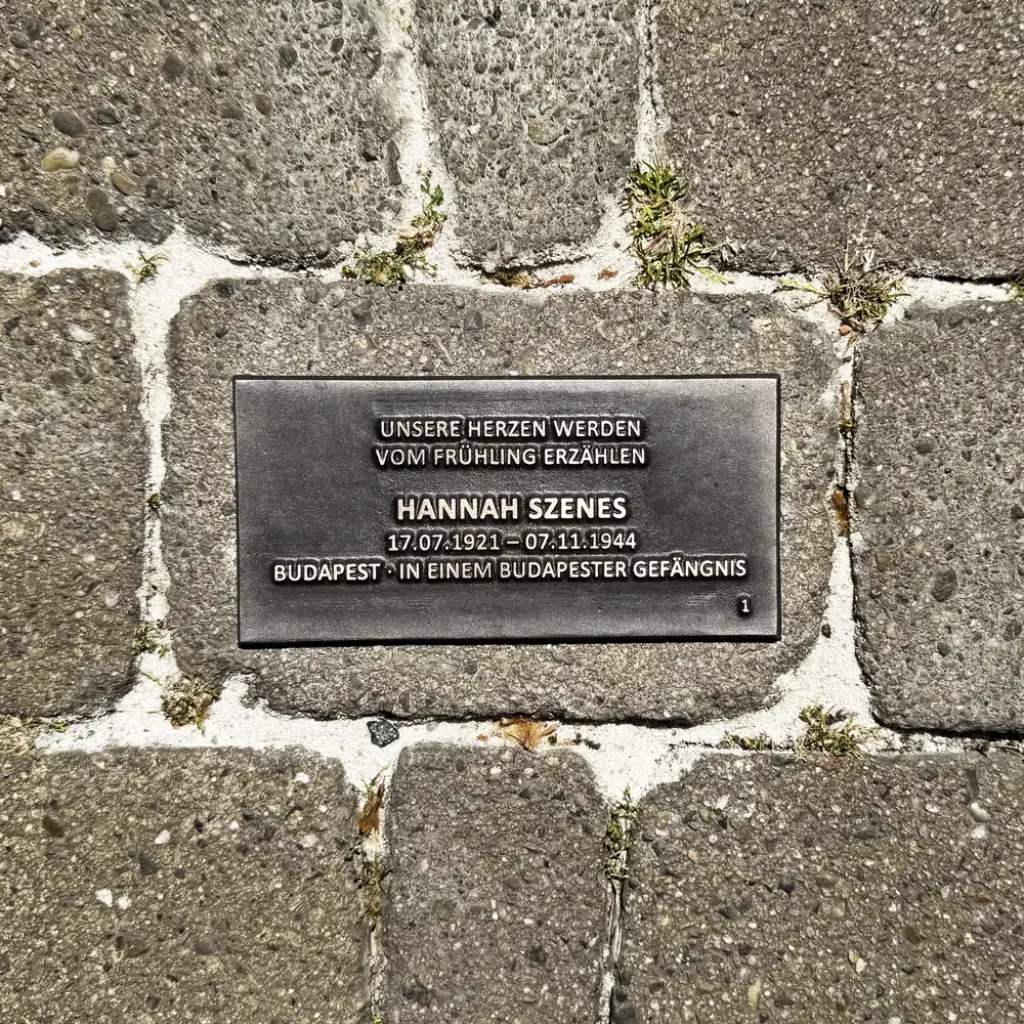 UNSERE HERZEN WERDEN
VOM FRÜHLING ERZÄHLEN
HANNAH SZENES
17.07.1921 – 07.11.1944
BUDAPEST · IN EINEM BUDAPESTER GEFÄNGNIS
1